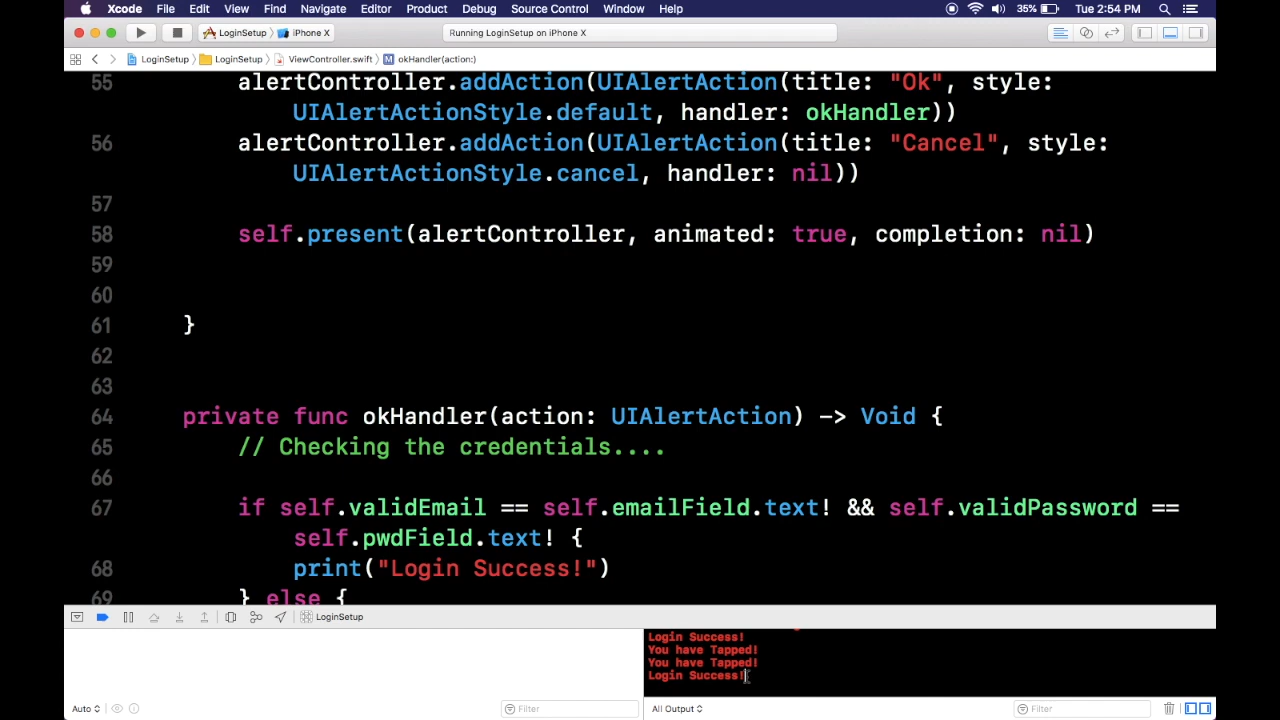 Xcode File Edit View Find Navigate Editor Product Debug Source Control Window Help 35% Tue 2:54 PM
LoginSetup iPhone X Running LoginSetup on iPhone X
LoginSetup LoginSetup ViewController.swift M okHandler(action:)
55 alertController.addAction(UIAlertAction(title: "Ok", style:
UIAlertActionStyle.default, handler: okHandler))
56 alertController.addAction(UIAlertAction(title: "Cancel", style:
UIAlertActionStyle.cancel, handler: nil))
57
58 self.present(alertController, animated: true, completion: nil)
59
60
61 }
62
63
64 private func okHandler(action: UIAlertAction) -> Void {
65 // Checking the credentials....
66
67 if self.validEmail == self.emailField.text! && self.validPassword ==
self.pwdField.text! {
68 print("Login Success!")
69 } else {
LoginSetup
Login Success!
You have Tapped!
You have Tapped!
Login Success!
Auto Filter All Output Filter